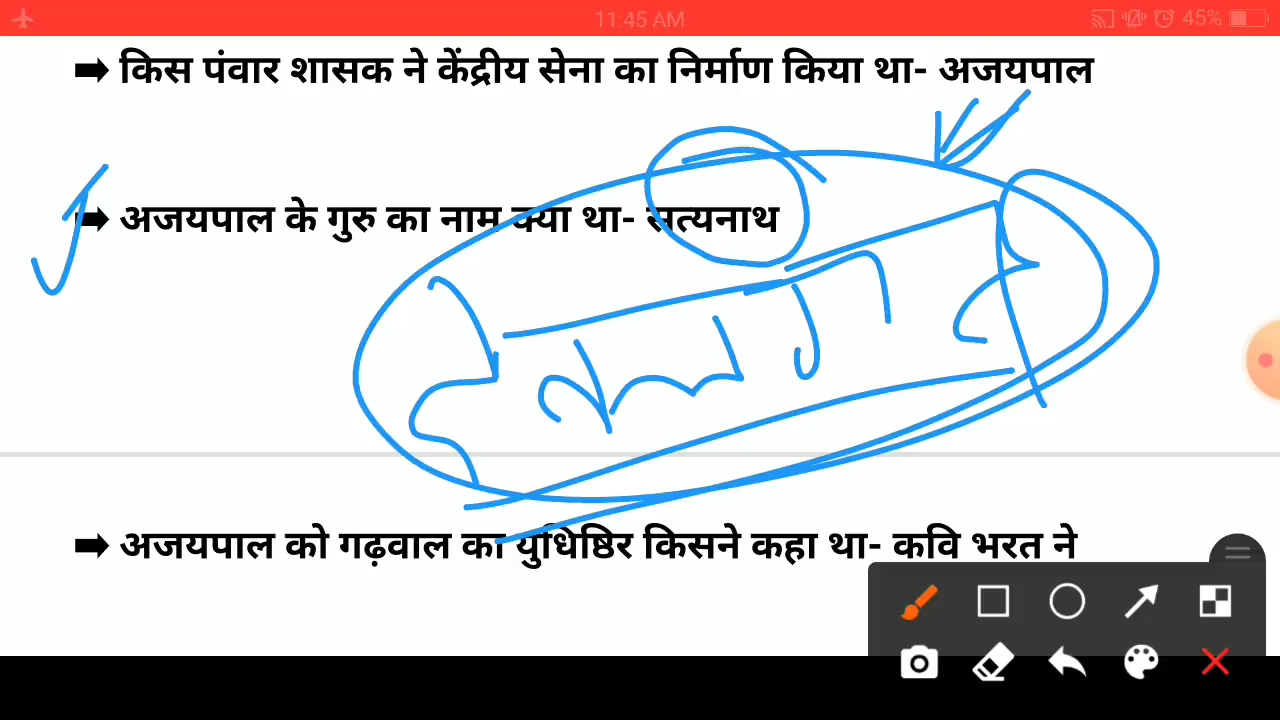 11:45 AM
45%
➡ किस पंवार शासक ने केंद्रीय सेना का निर्माण किया था- अजयपाल
➡ अजयपाल के गुरु का नाम क्या था- सत्यनाथ
➡ अजयपाल को गढ़वाल का युधिष्ठिर किसने कहा था- कवि भरत ने